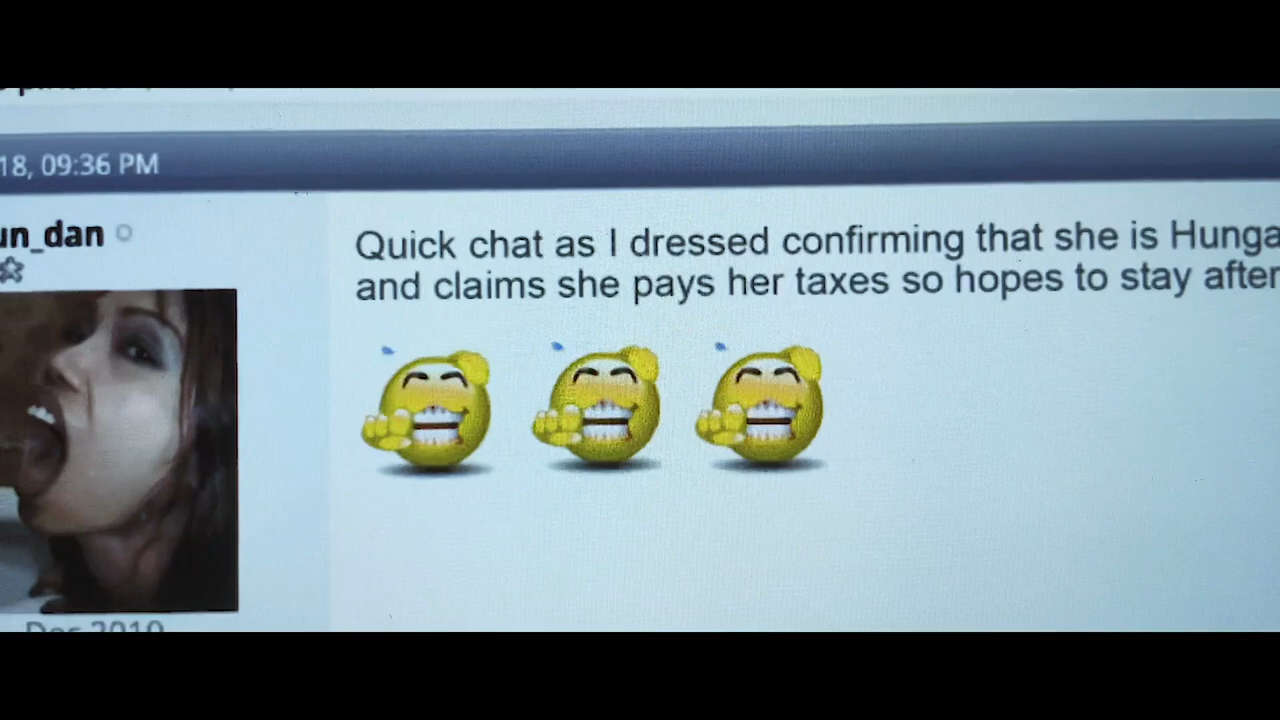 18, 09:36 PM
un_dan
Quick chat as I dressed confirming that she is Hunga
and claims she pays her taxes so hopes to stay after